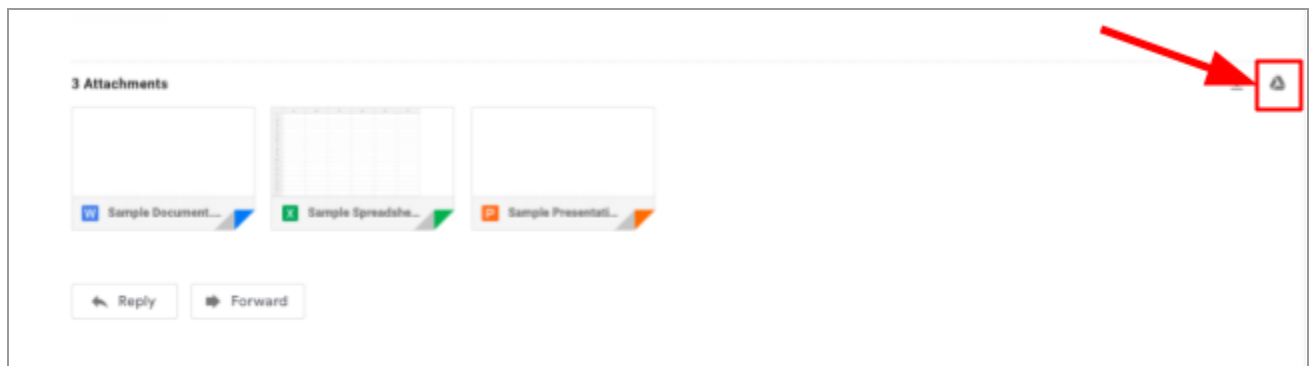 3 Attachments
W Sample Document... X Sample Spreadshe... P Sample Presentati...
Reply Forward